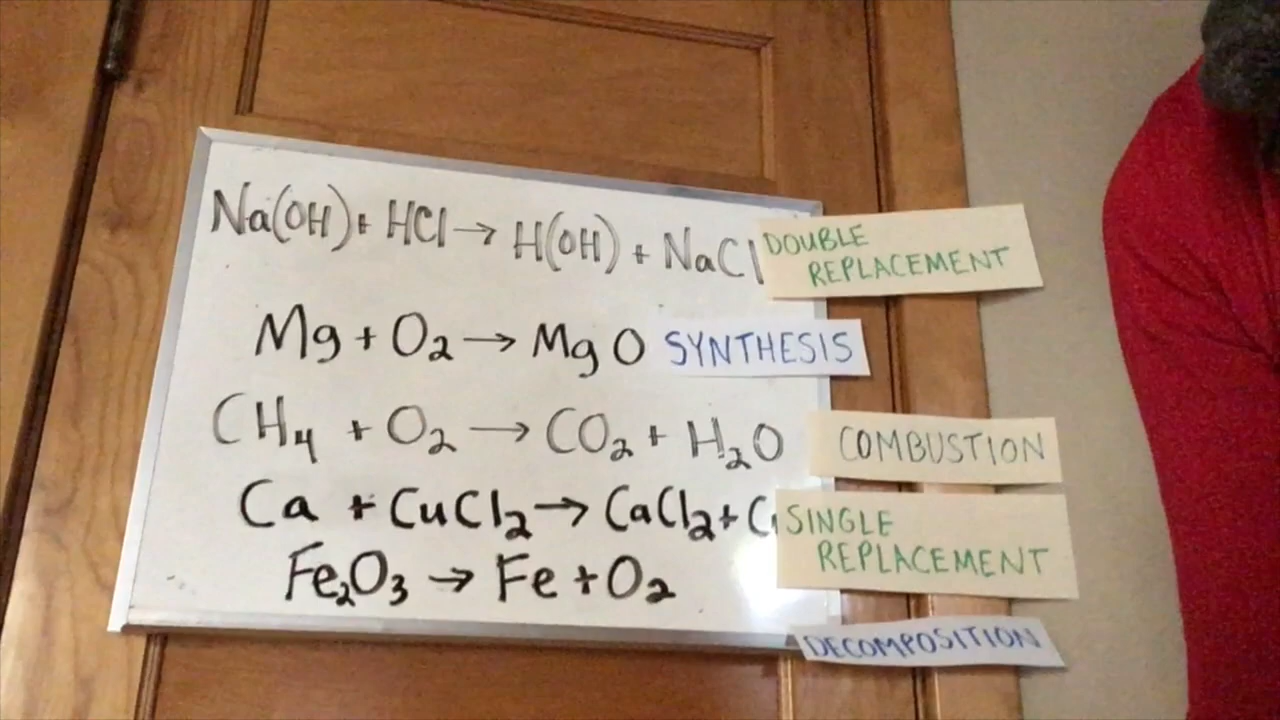 Na(OH) + HCl → H(OH) + NaCl DOUBLE REPLACEMENT
Mg + O₂ → MgO SYNTHESIS
CH₄ + O₂ → CO₂ + H₂O COMBUSTION
Ca + CuCl₂ → CaCl₂ + C SINGLE REPLACEMENT
Fe₂O₃ → Fe + O₂
DECOMPOSITION